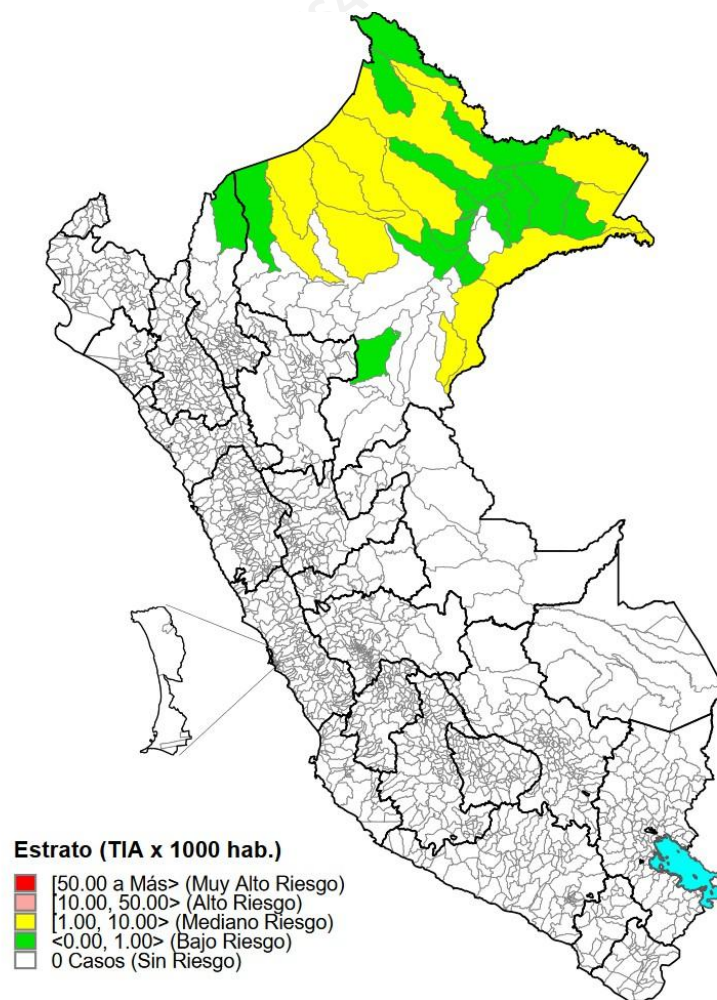 Estrato (TIA x 1000 hab.)
[50.00 a Más> (Muy Alto Riesgo)
[10.00, 50.00> (Alto Riesgo)
[1.00, 10.00> (Mediano Riesgo)
<0.00, 1.00> (Bajo Riesgo)
0 Casos (Sin Riesgo)